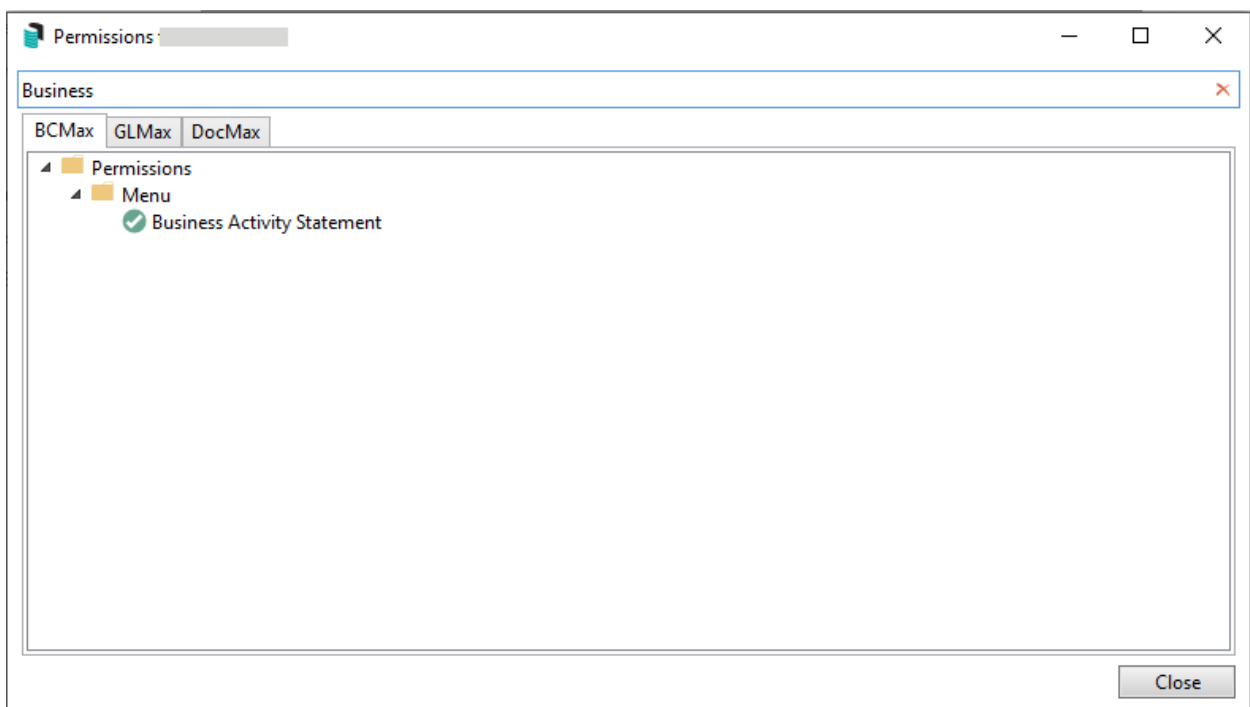 Permissions
Business
BCMax GLMax DocMax
Permissions
Menu
Business Activity Statement
Close